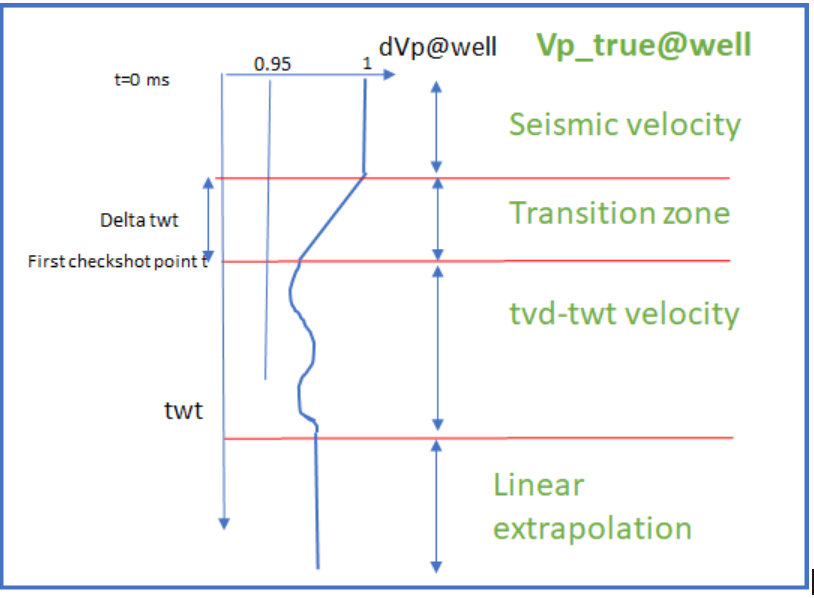 dVp@well
Vp_true@well
0.95
1
t=0 ms
Seismic velocity
Delta twt
Transition zone
First checkshot point t
tvd-twt velocity
twt
Linear
extrapolation